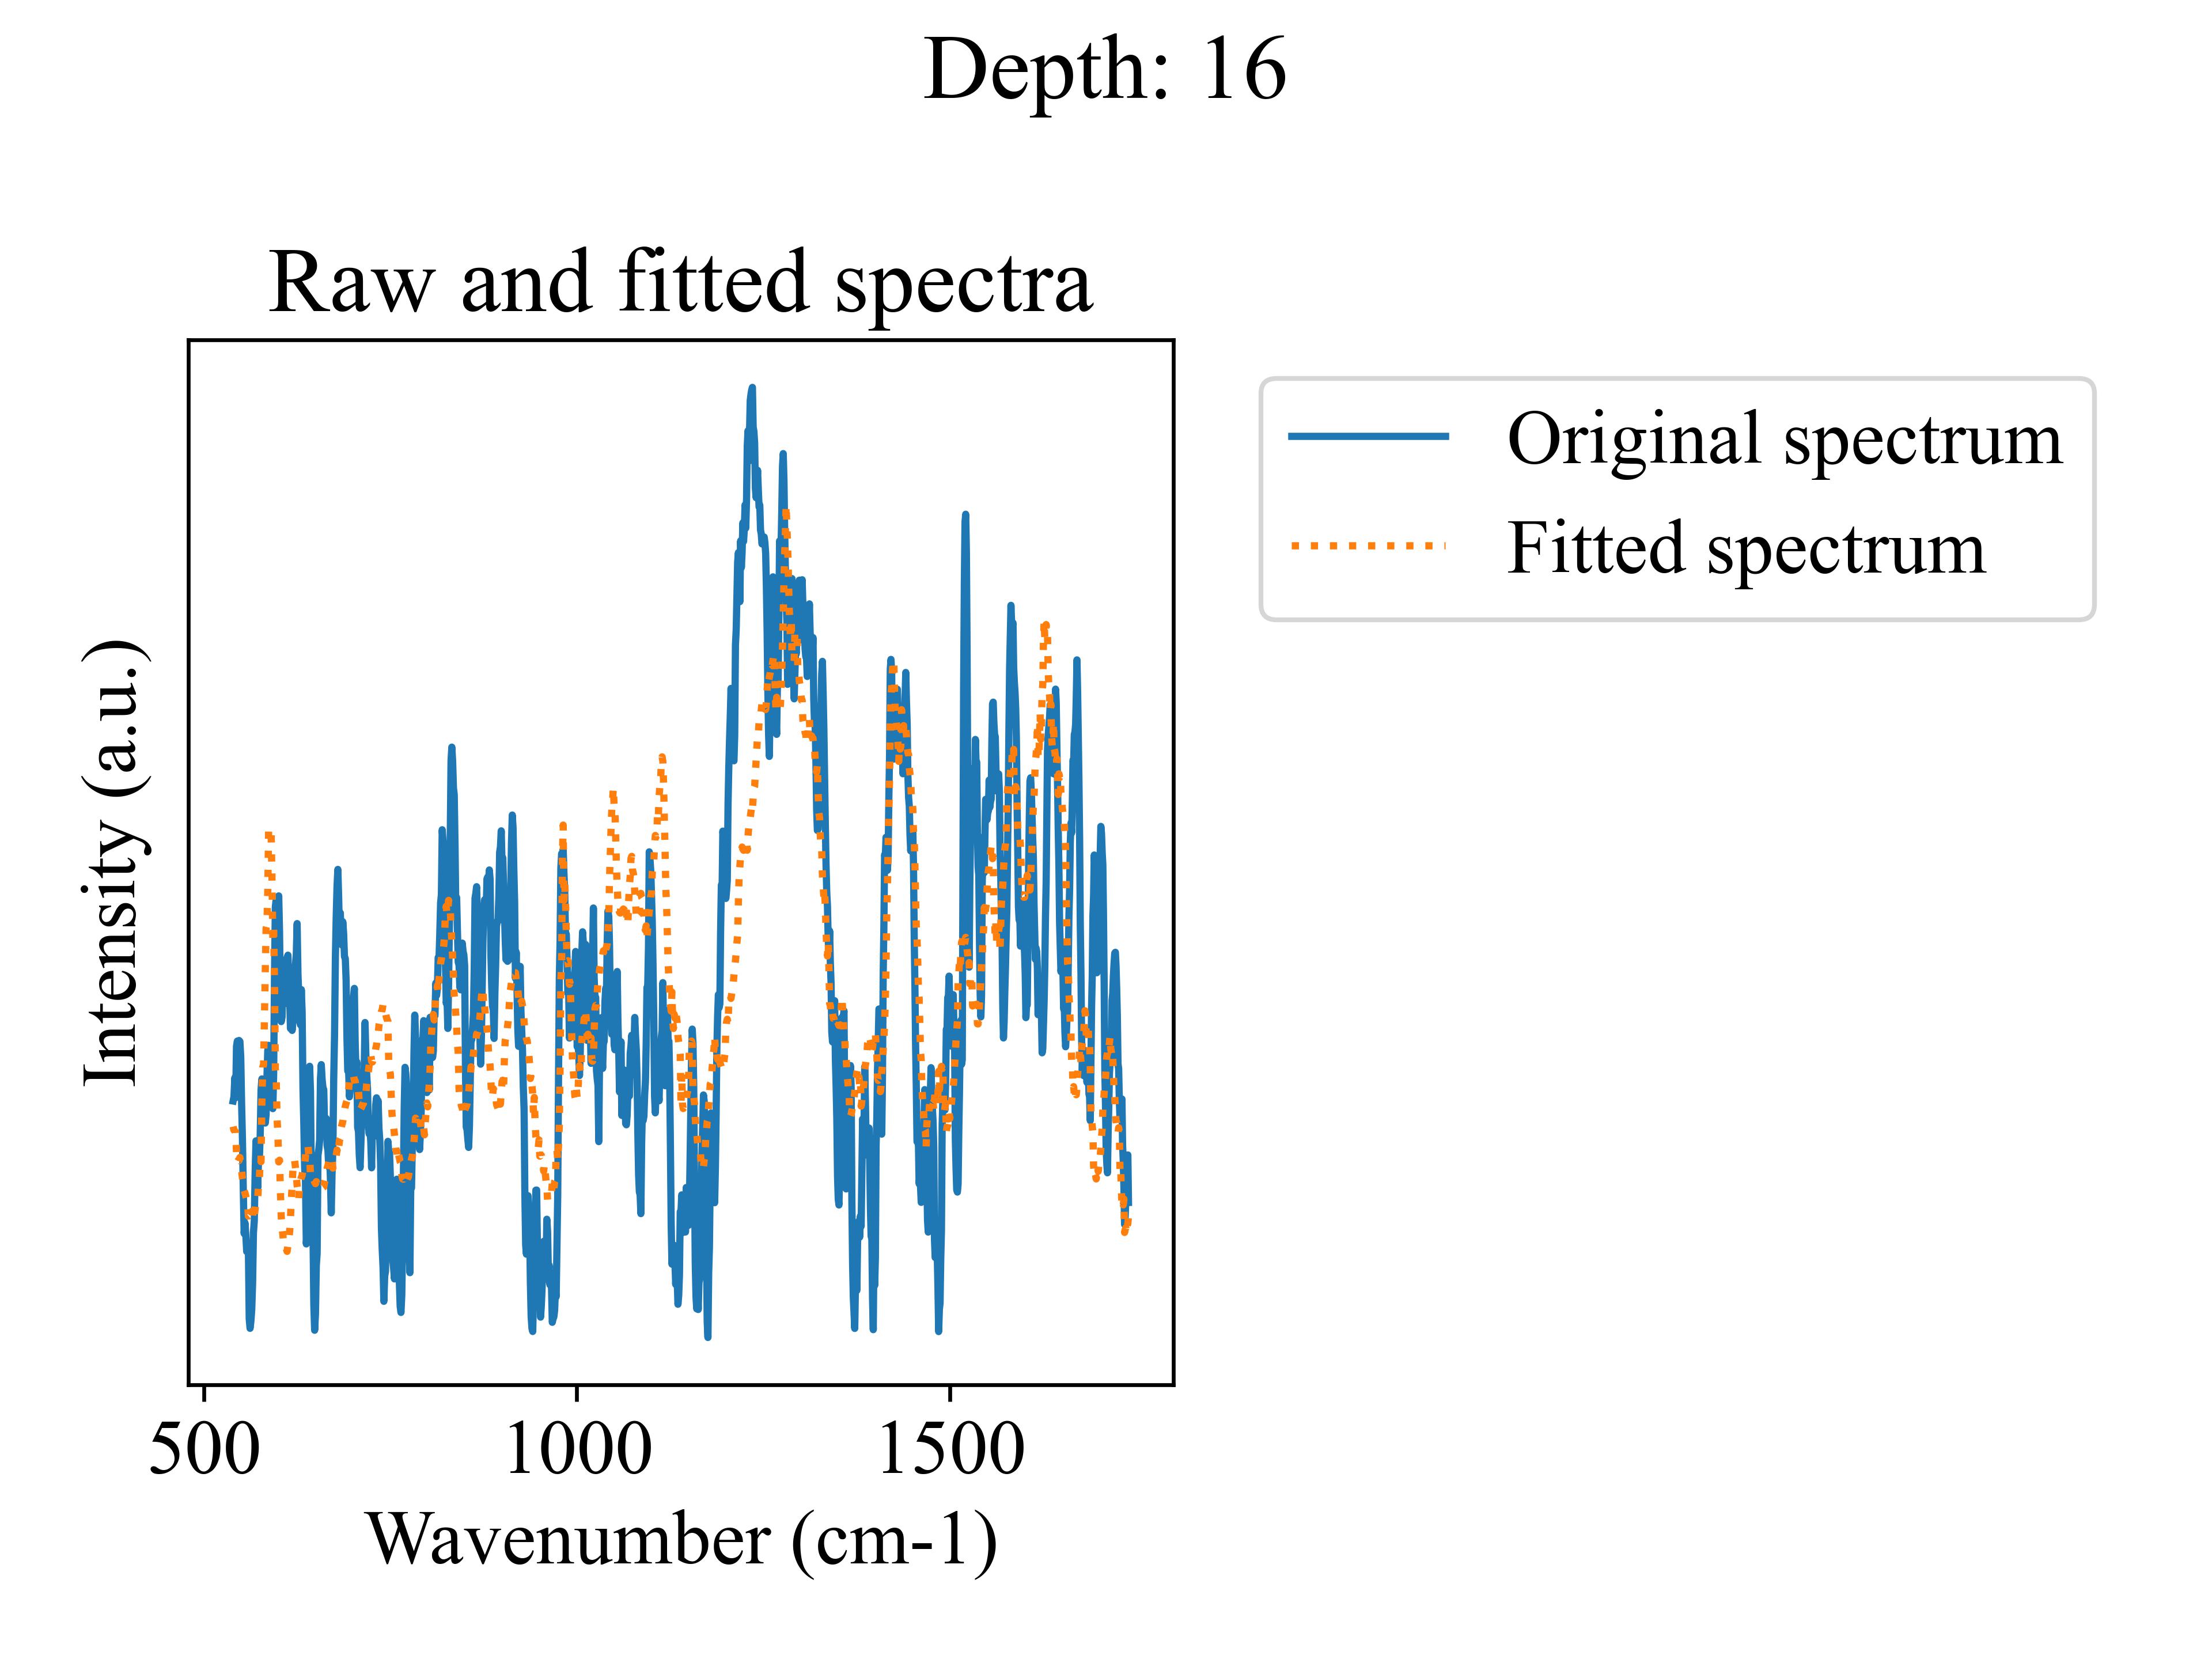 Depth: 16
Raw and fitted spectra
Original spectrum
Fitted spectrum
Intensity (a.u.)
500 1000 1500
Wavenumber (cm-1)